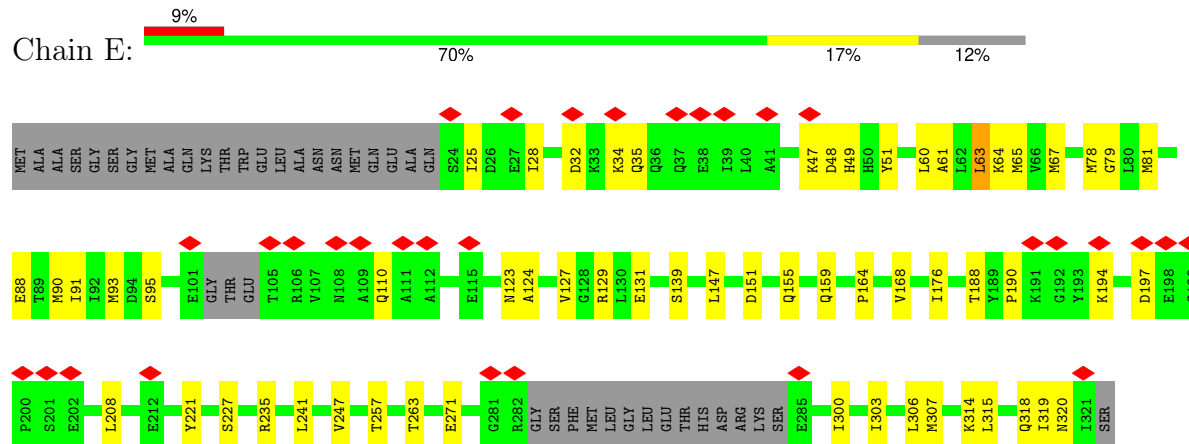 9%
Chain E:
70% 17% 12%
MET ALA ALA SER GLY SER GLY MET ALA GLN LYS THR TRP GLU LEU ALA ASN ASN MET GLN GLU ALA GLN S24 I25 D26 E27 I28 D32 K33 K34 Q35 Q36 Q37 E38 I39 L40 A41 K47 D48 H49 H50 Y51 L60 A61 L62 L63 K64 M65 V66 M67 M78 G79 L80 M81
E88 T89 M90 I91 I92 M93 D94 S95 E101 GLY THR GLU T105 R106 V107 N108 A109 Q110 A111 A112 E115 N123 A124 V127 G128 R129 L130 E131 S139 L147 D151 Q155 Q159 P164 V168 I176 T188 Y189 P190 K191 G192 Y193 K194 D197 E198
P200 S201 E202 L208 E212 Y221 S227 R235 L241 V247 T257 T263 E271 G281 R282 GLY SER PHE MET LEU GLY LEU GLU THR HIS ASP ARG LYS SER E285 I300 I303 L306 M307 K314 L315 Q318 I319 N320 I321 SER